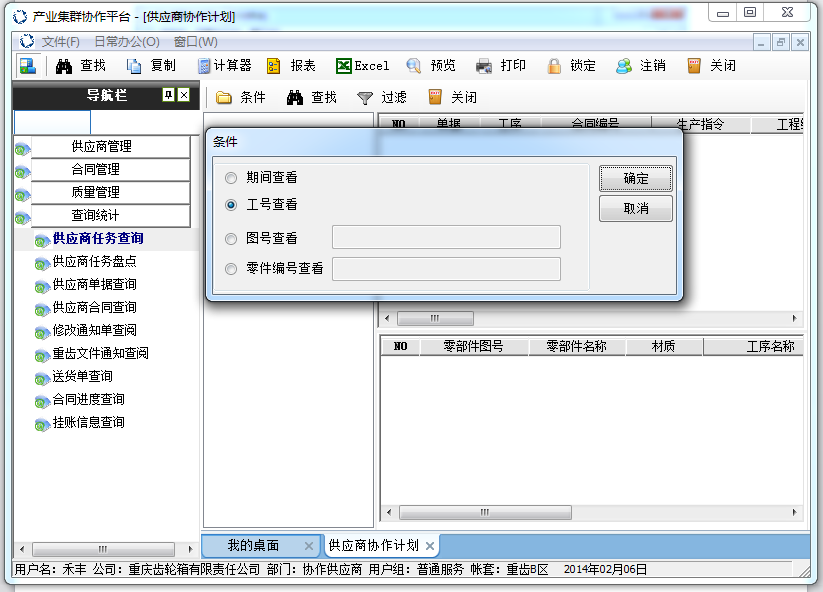 产业集群协作平台 - [供应商协作计划]
文件(F) 日常办公(O) 窗口(W)
查找 复制 计算器 报表 Excel 预览 打印 锁定 注销 关闭
导航栏
条件 查找 过滤 关闭
NO 单据 工序 合同编号 生产指令 工程编
条件
期间查看
工号查看
图号查看
零件编号查看
确定
取消
供应商管理
合同管理
质量管理
查询统计
供应商任务查询
供应商任务盘点
供应商单据查询
供应商合同查询
修改通知单查阅
重齿文件通知查阅
送货单查询
合同进度查询
挂账信息查询
NO 零部件图号 零部件名称 材质 工序名称
我的桌面 供应商协作计划
用户名: 禾丰 公司: 重庆齿轮箱有限责任公司 部门: 协作供应商 用户组: 普通服务 帐套: 重齿B区 2014年02月06日